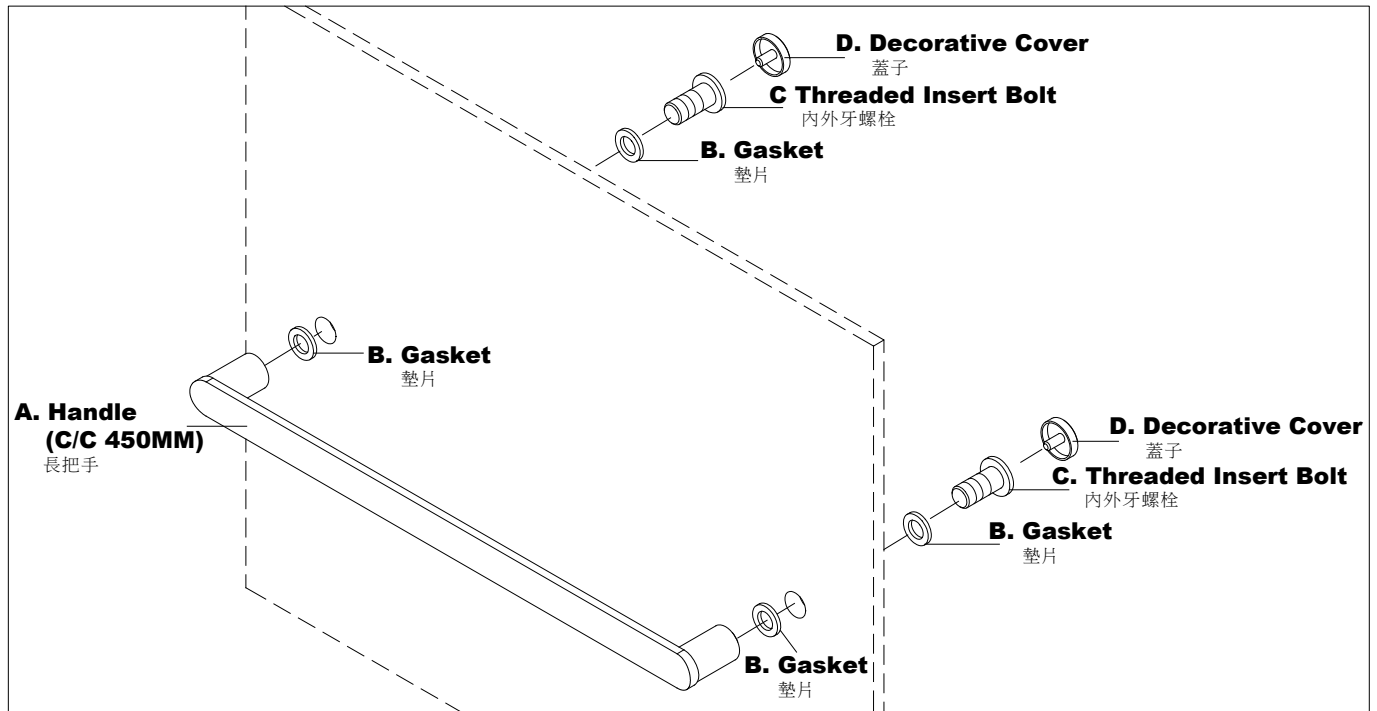 D. Decorative Cover
蓋子
C Threaded Insert Bolt
內外牙螺栓
B. Gasket
墊片
B. Gasket
墊片
A. Handle
(C/C 450MM)
長把手
D. Decorative Cover
蓋子
C. Threaded Insert Bolt
內外牙螺栓
B. Gasket
墊片
B. Gasket
墊片